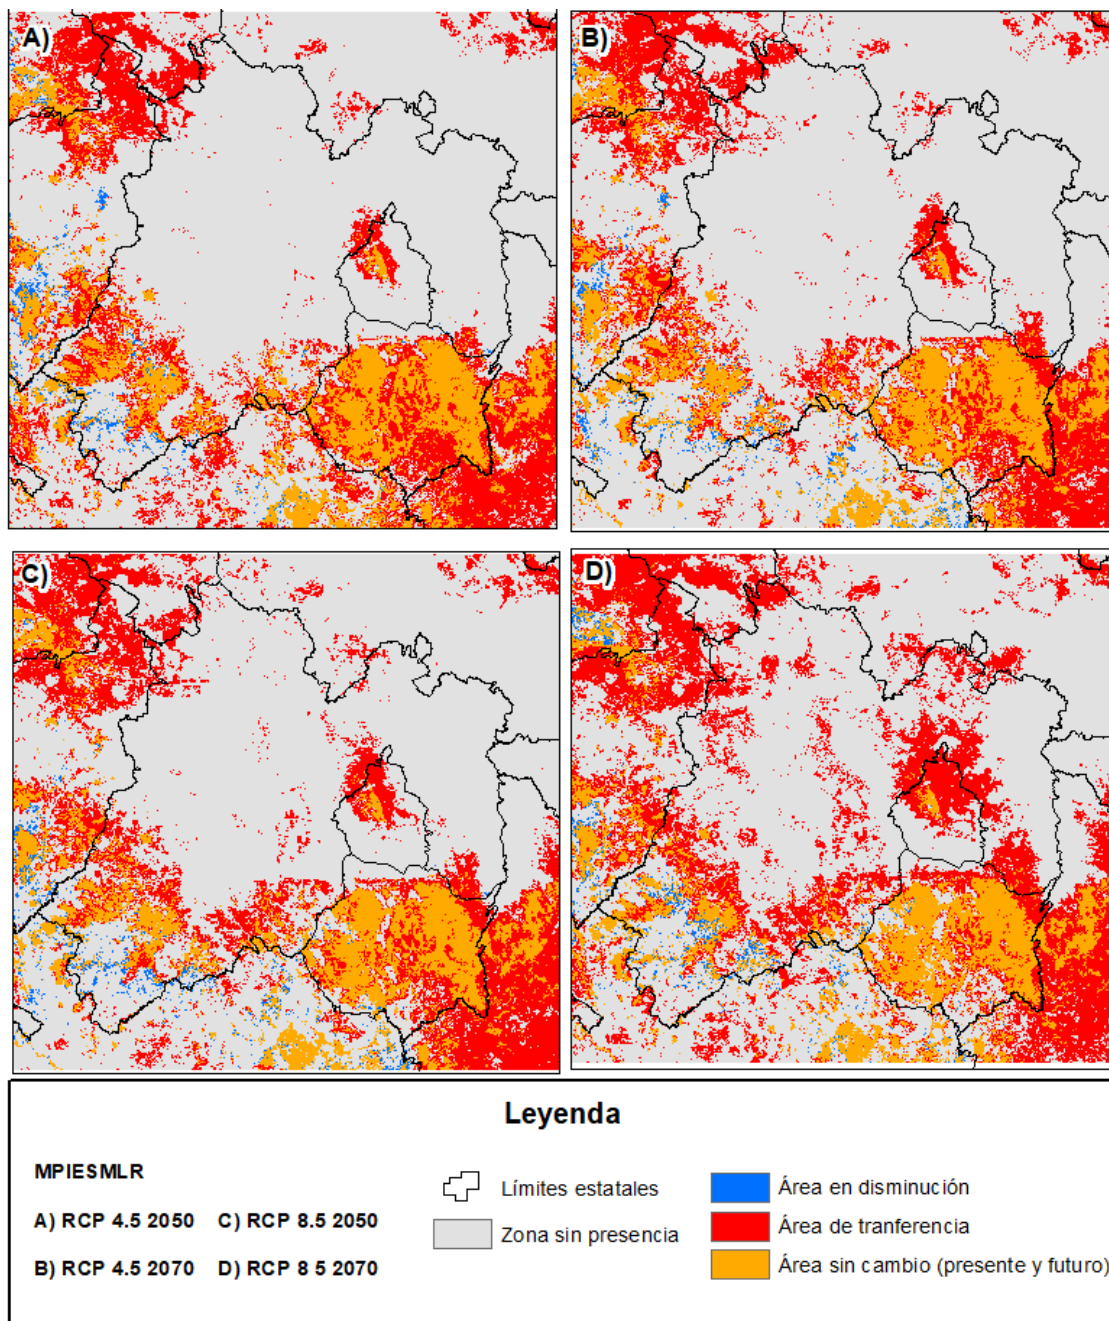 A)
B)
C)
D)
Leyenda
MPIESMLR
A) RCP 4.5 2050 C) RCP 8.5 2050
B) RCP 4.5 2070 D) RCP 8 5 2070
Límites estatales
Zona sin presencia
Área en disminución
Área de tranferencia
Área sin cambio (presente y futuro)